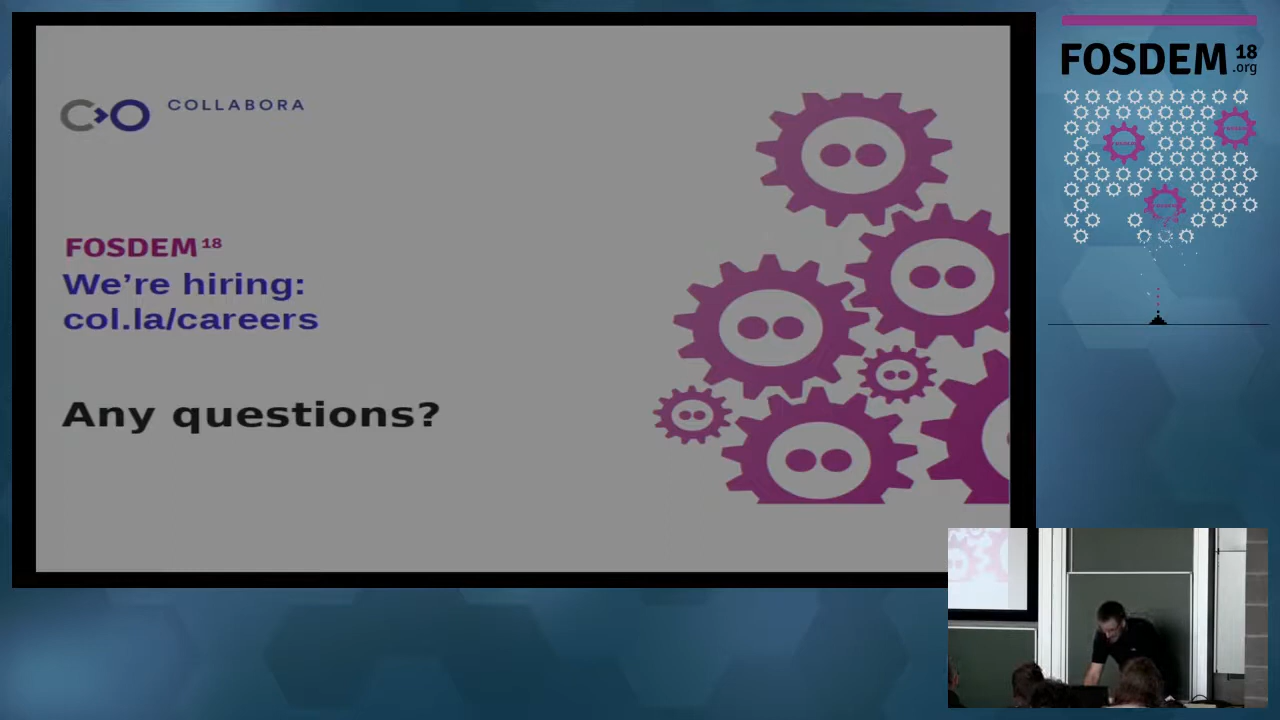 COLLABORA
FOSDEM 18
We're hiring:
col.la/careers
Any questions?
FOSDEM 18
.org